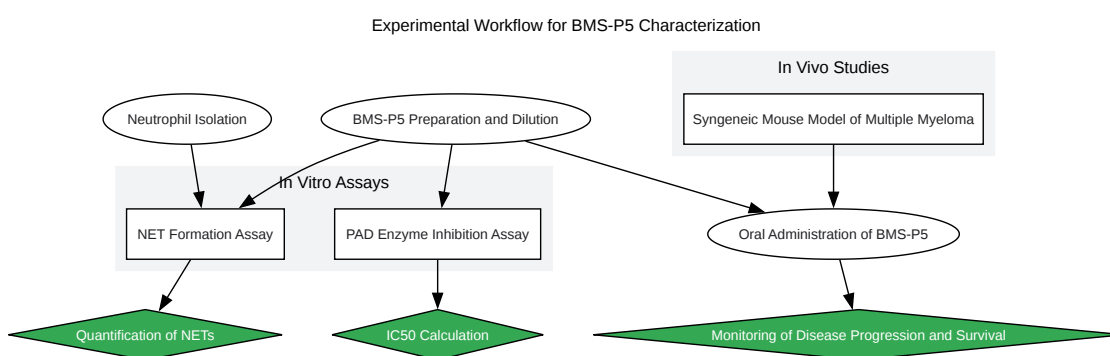 Experimental Workflow for BMS-P5 Characterization
In Vivo Studies
Neutrophil Isolation
BMS-P5 Preparation and Dilution
Syngeneic Mouse Model of Multiple Myeloma
In Vitro Assays
NET Formation Assay
PAD Enzyme Inhibition Assay
Oral Administration of BMS-P5
Quantification of NETs
IC50 Calculation
Monitoring of Disease Progression and Survival